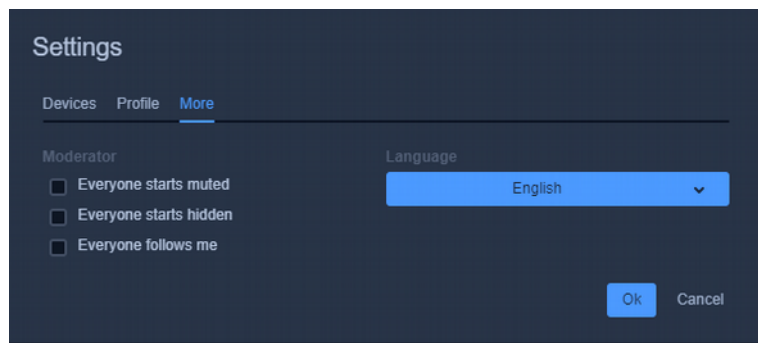 Settings
Devices Profile More
Moderator
Everyone starts muted
Everyone starts hidden
Everyone follows me
Language
English
Ok Cancel